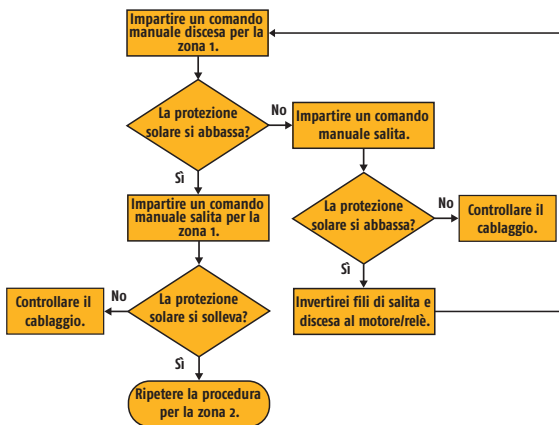 Impartire un comando
manuale discesa per la
zona 1.
La protezione
solare si abbassa?
No
Impartire un comando
manuale salita.
Sì
Impartire un comando
manuale salita per la
zona 1.
La protezione
solare si abbassa?
No
Controllare il
cablaggio.
Sì
Invertirei fili di salita e
discesa al motore/relè.
La protezione
solare si solleva?
No
Controllare il
cablaggio.
Sì
Ripetere la procedura
per la zona 2.